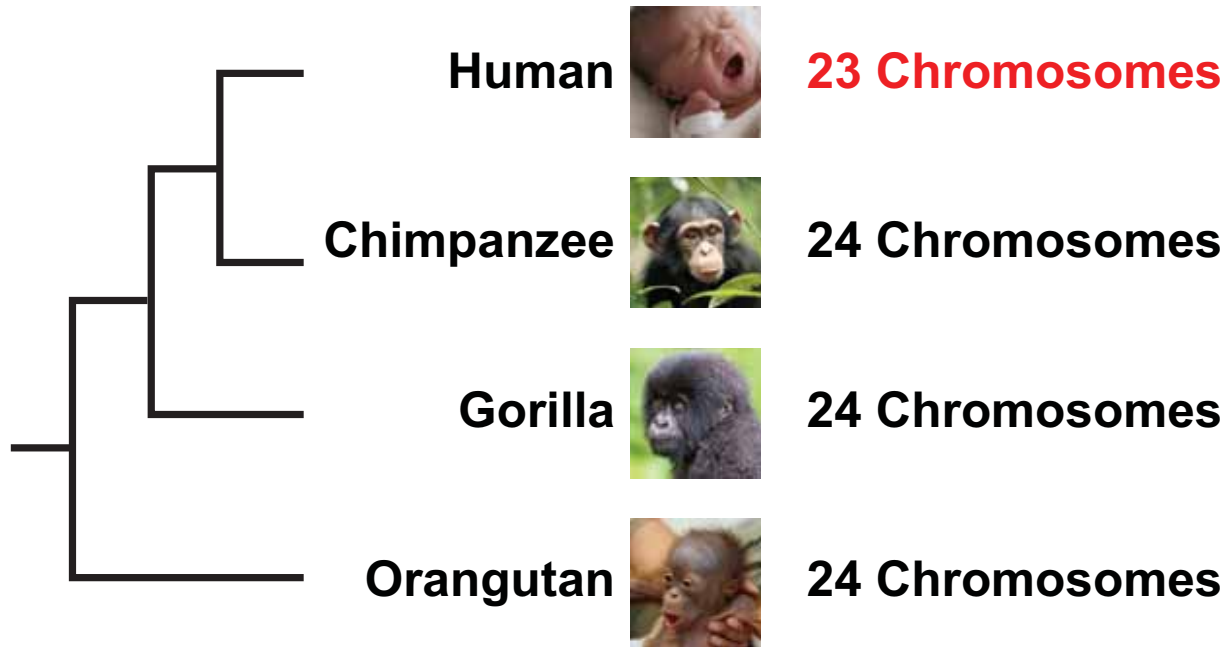 Human 23 Chromosomes
Chimpanzee 24 Chromosomes
Gorilla 24 Chromosomes
Orangutan 24 Chromosomes